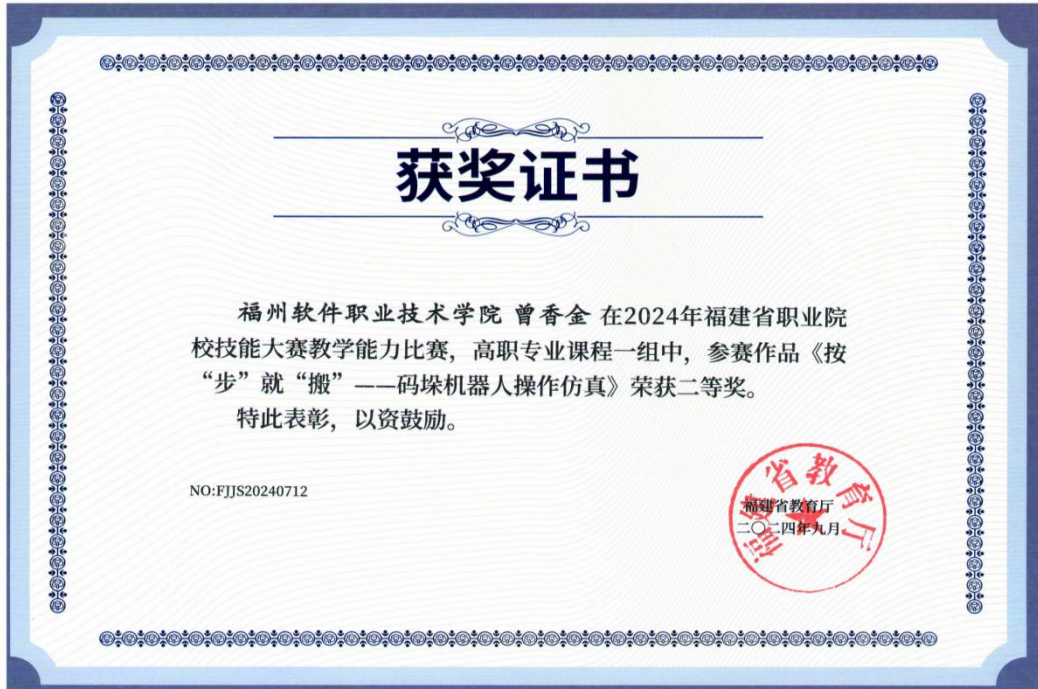 获奖证书
福州软件职业技术学院 曾香金 在2024年福建省职业院
校技能大赛教学能力比赛，高职专业课程一组中，参赛作品《按
“步”就“搬”——码垛机器人操作仿真》荣获二等奖。
特此表彰，以资鼓励。
NO:FJJS20240712
福建省教育厅
福建省教育厅
二〇二四年九月